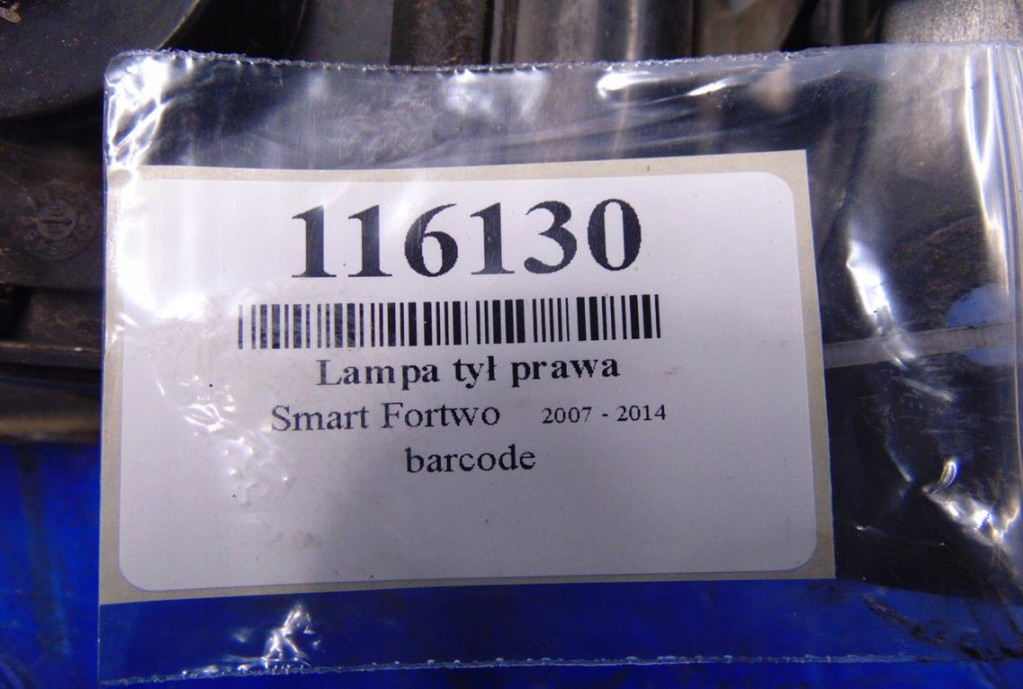 116130
Lampa tył prawa
Smart Fortwo 2007 - 2014
barcode